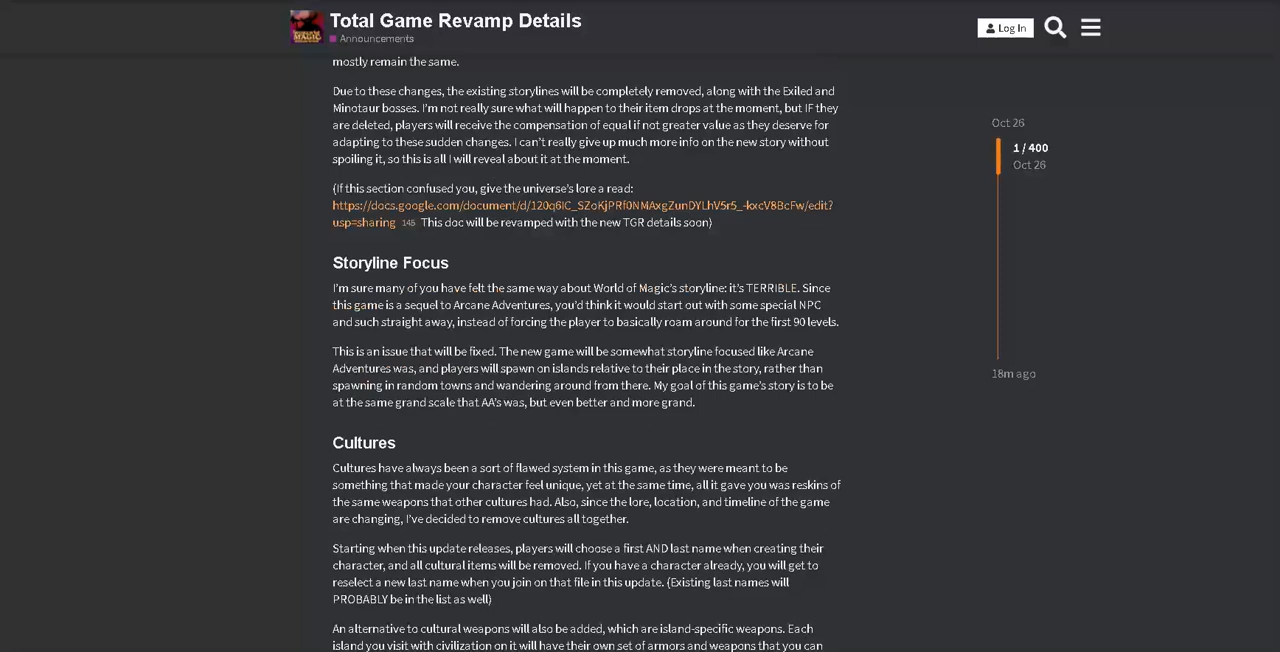 Total Game Revamp Details
Announcements
Log In
mostly remain the same.
Due to these changes, the existing storylines will be completely removed, along with the Exiled and
Minotaur bosses. I'm not really sure what will happen to their item drops at the moment, but IF they
are deleted, players will receive the compensation of equal if not greater value as they deserve for
adapting to these sudden changes. I can't really give up much more info on the new story without
spoiling it, so this is all I will reveal about it at the moment.
(If this section confused you, give the universe's lore a read:
https://docs.google.com/document/d/120q6IC_SZoKjPRf0NMAxgZunDYLhV5r5_-kxcV8BcFw/edit?
usp=sharing 145 This doc will be revamped with the new TGR details soon)
Storyline Focus
I'm sure many of you have felt the same way about World of Magic's storyline: it's TERRIBLE. Since
this game is a sequel to Arcane Adventures, you'd think it would start out with some special NPC
and such straight away, instead of forcing the player to basically roam around for the first 90 levels.
This is an issue that will be fixed. The new game will be somewhat storyline focused like Arcane
Adventures was, and players will spawn on islands relative to their place in the story, rather than
spawning in random towns and wandering around from there. My goal of this game's story is to be
at the same grand scale that AA's was, but even better and more grand.
Cultures
Cultures have always been a sort of flawed system in this game, as they were meant to be
something that made your character feel unique, yet at the same time, all it gave you was reskins of
the same weapons that other cultures had. Also, since the lore, location, and timeline of the game
are changing, I've decided to remove cultures all together.
Starting when this update releases, players will choose a first AND last name when creating their
character, and all cultural items will be removed. If you have a character already, you will get to
reselect a new last name when you join on that file in this update. (Existing last names will
PROBABLY be in the list as well)
An alternative to cultural weapons will also be added, which are island-specific weapons. Each
island you visit with civilization on it will have their own set of armors and weapons that you can
Oct 26
1 / 400
Oct 26
18m ago